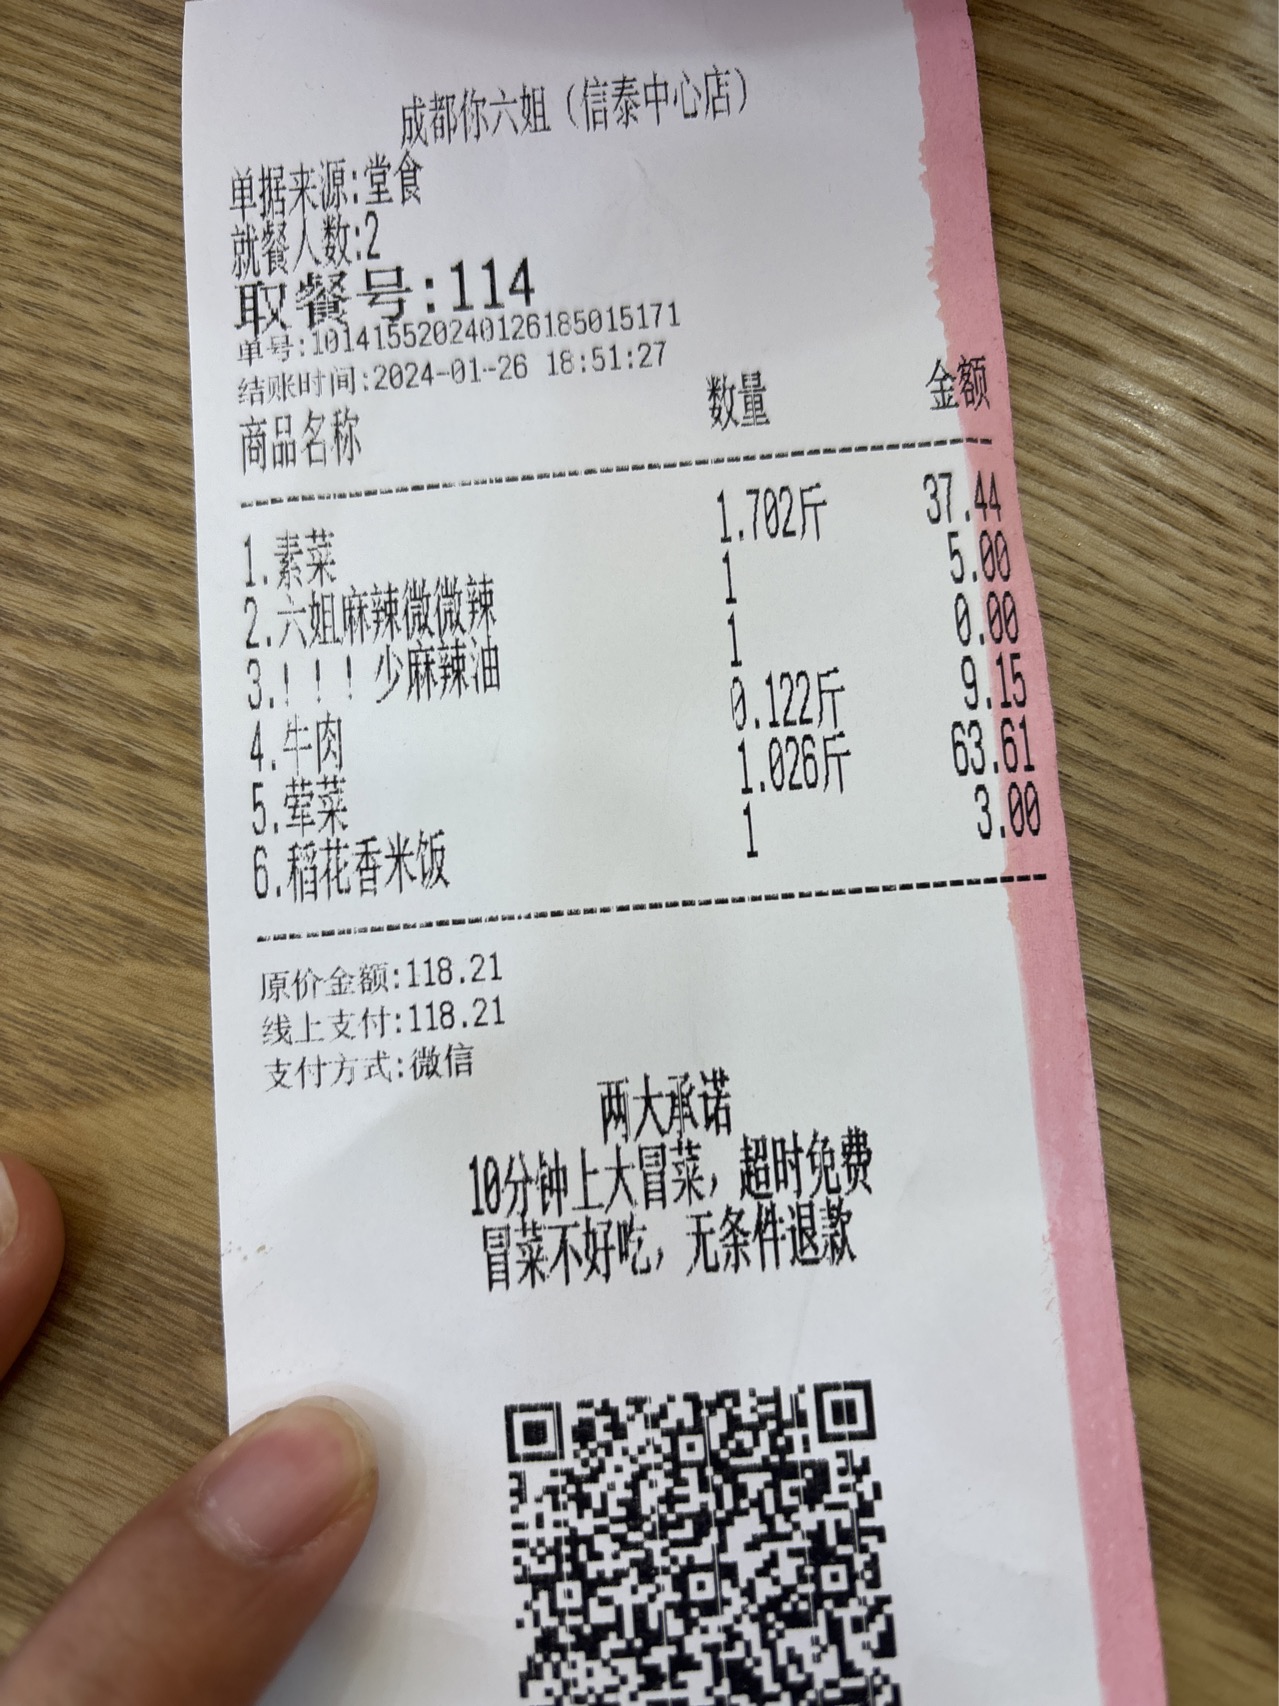 成都你六姐（信泰中心店）
单据来源:堂食
就餐人数:2
取餐号:114
单号:10141552024012618501517​1
结账时间:2024-01-26 18:51:27
商品名称 数量 金额
1.素菜 1.702斤 37.44
2.六姐麻辣微微辣 1 5.00
3.！！！少麻辣油 1 0.00
4.牛肉 0.122斤 9.15
5.荤菜 1.026斤 63.61
6.稻花香米饭 1 3.00
原价金额:118.21
线上支付:118.21
支付方式:微信
两大承诺
10分钟上大冒菜，超时免费
冒菜不好吃，无条件退款